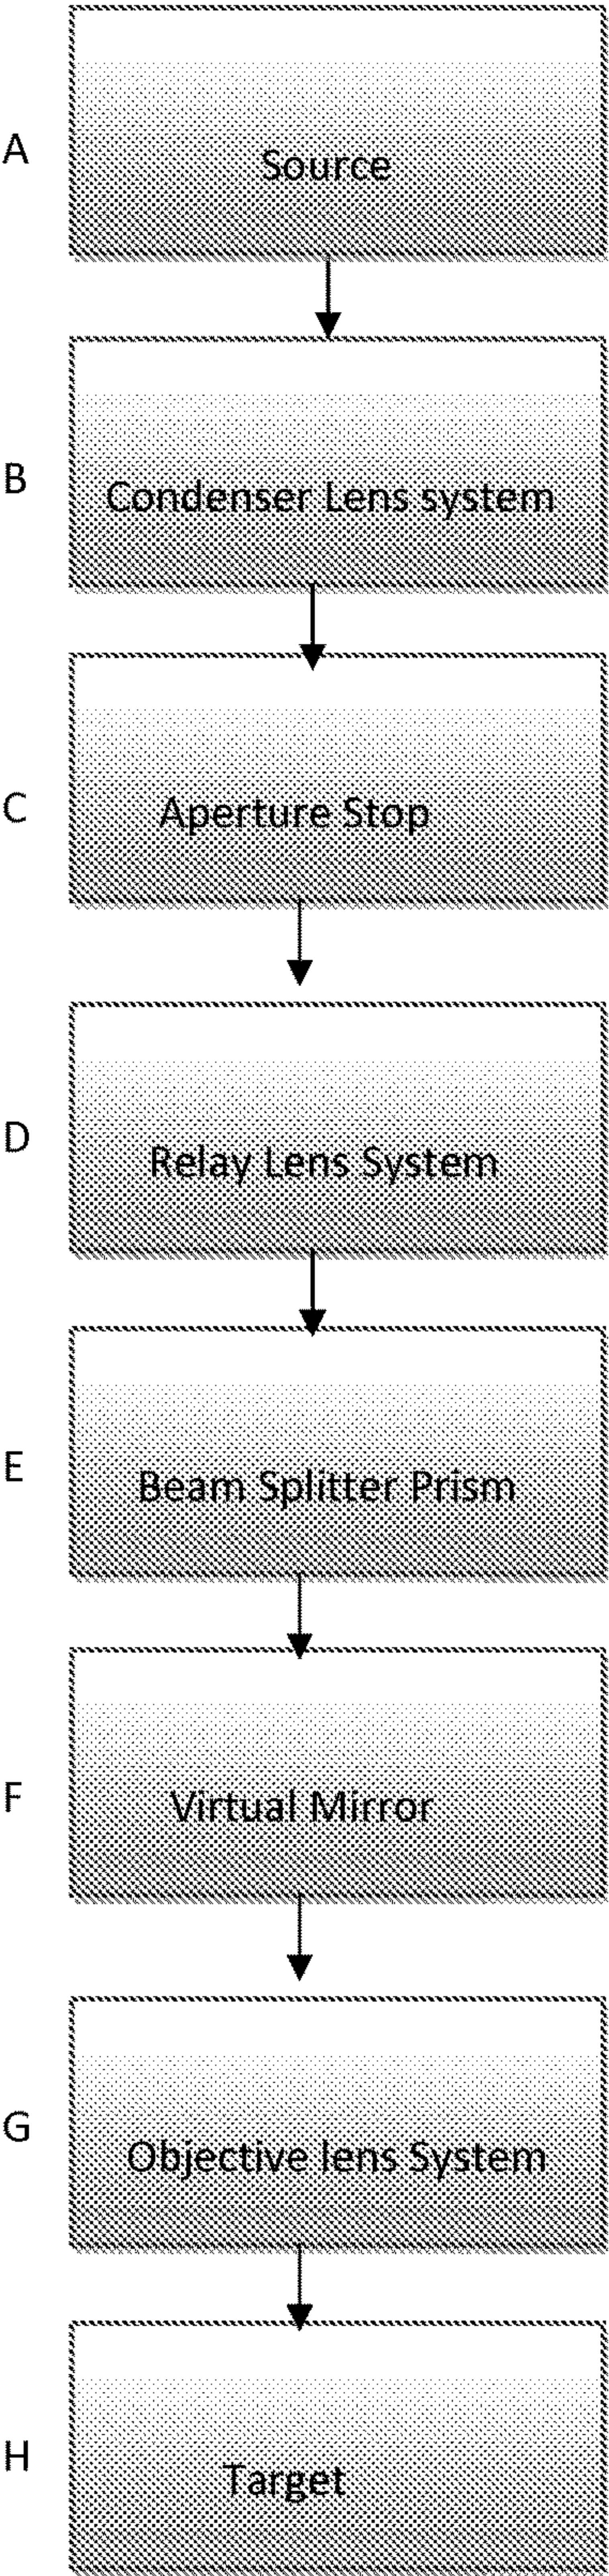 A
Source
B
Condenser Lens system
C
Aperture Stop
D
Relay Lens System
E
Beam Splitter Prism
F
Virtual Mirror
G
Objective lens System
H
Target